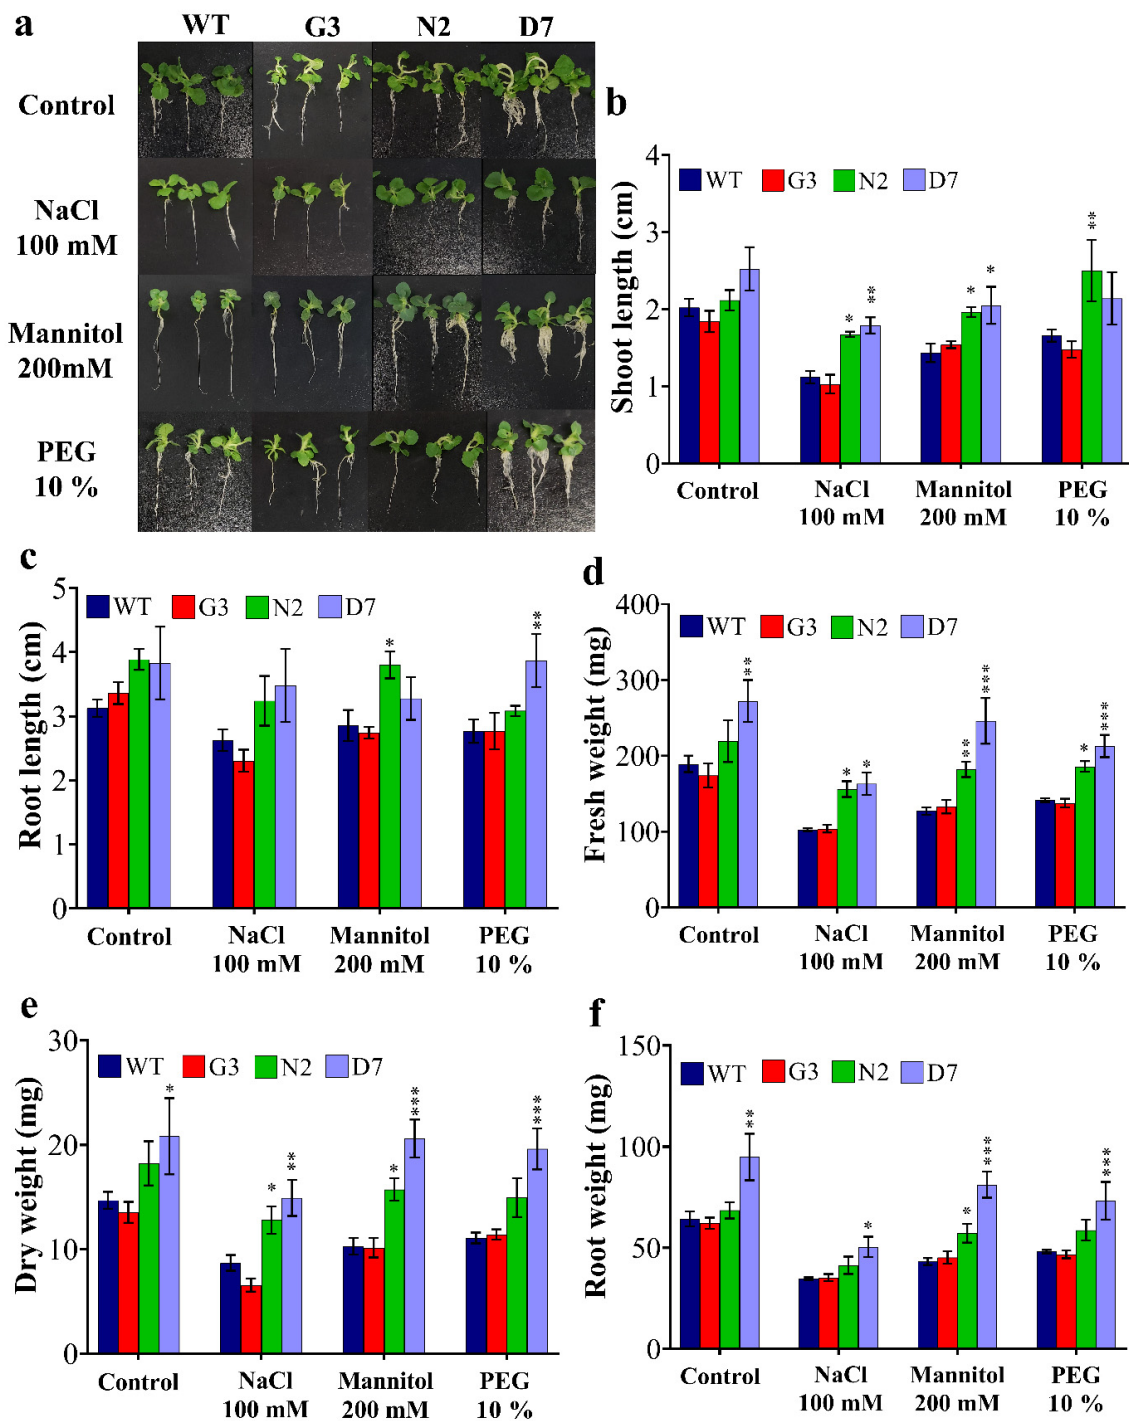 a
WT G3 N2 D7
Control
NaCl
100 mM
Mannitol
200mM
PEG
10 %
b
Shoot length (cm)
4
3
2
1
0
WT G3 N2 D7
* ** * * **
Control NaCl Mannitol PEG
100 mM 200 mM 10 %
c
Root length (cm)
5
4
3
2
1
0
WT G3 N2 D7
* **
Control NaCl Mannitol PEG
100 mM 200 mM 10 %
d
Fresh weight (mg)
400
300
200
100
0
WT G3 N2 D7
** * * ** *** * ***
Control NaCl Mannitol PEG
100 mM 200 mM 10 %
e
Dry weight (mg)
30
20
10
0
WT G3 N2 D7
* * ** * *** ***
Control NaCl Mannitol PEG
100 mM 200 mM 10 %
f
Root weight (mg)
150
100
50
0
WT G3 N2 D7
** * * *** ***
Control NaCl Mannitol PEG
100 mM 200 mM 10 %